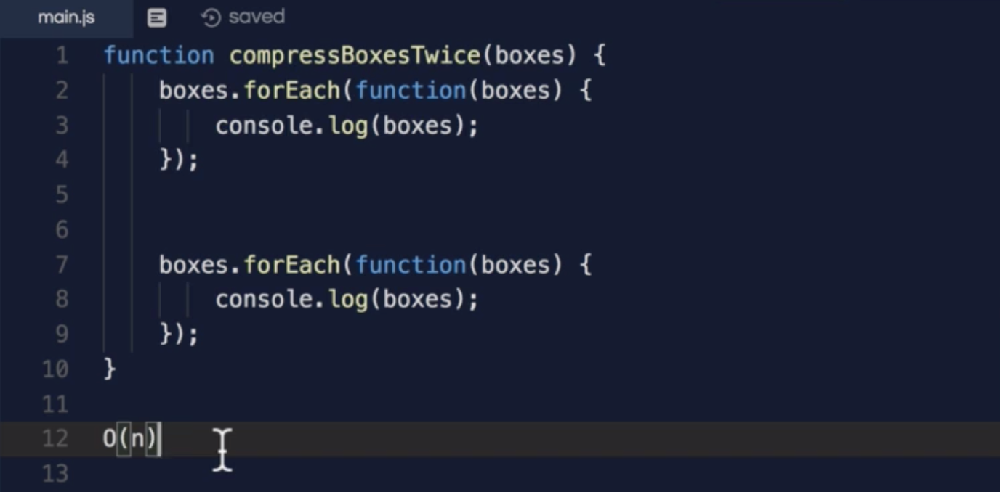 main.js saved
1 function compressBoxesTwice(boxes) {
2 boxes.forEach(function(boxes) {
3 console.log(boxes);
4 });
5
6
7 boxes.forEach(function(boxes) {
8 console.log(boxes);
9 });
10 }
11
12 O(n)
13